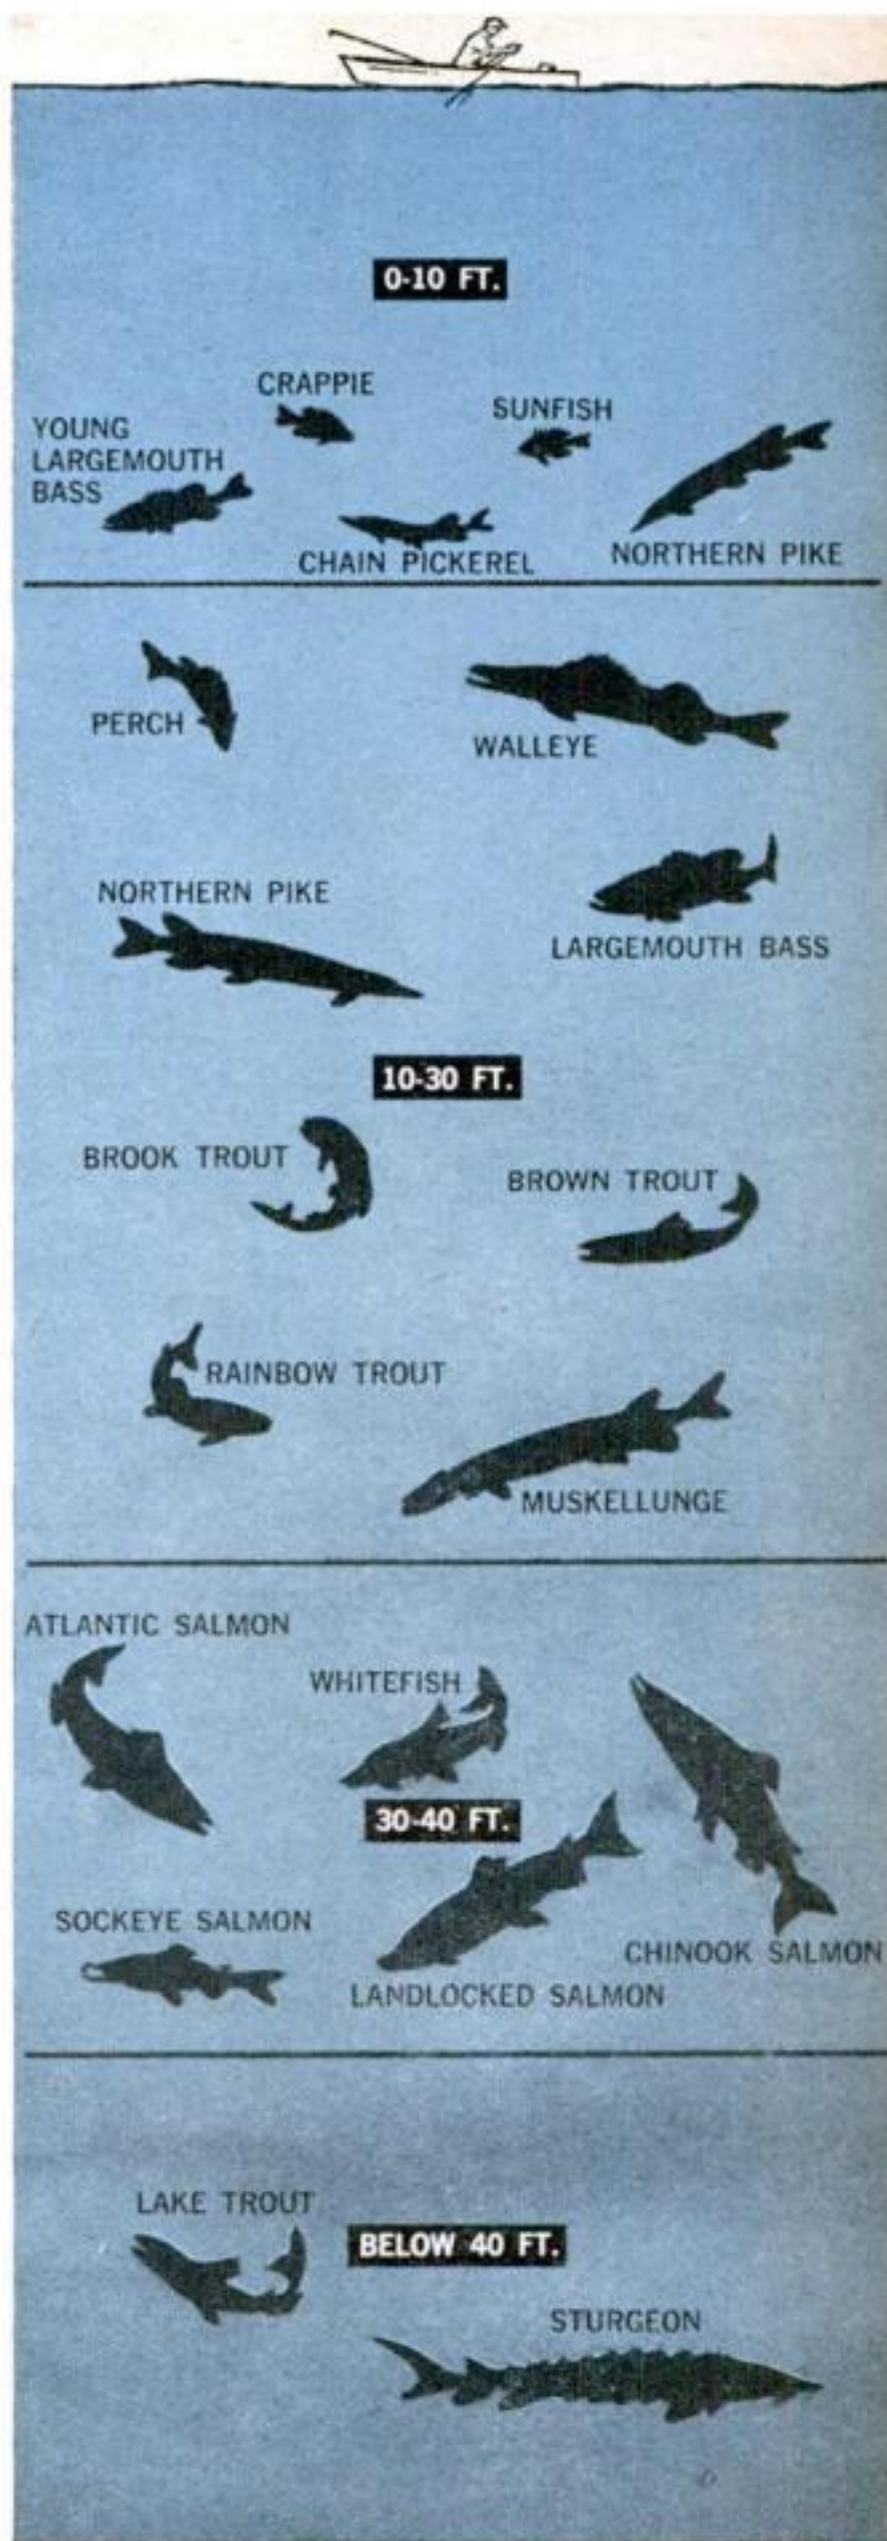 0-10 FT.
CRAPPIE
SUNFISH
YOUNG
LARGEMOUTH
BASS
CHAIN PICKEREL
NORTHERN PIKE
PERCH
WALLEYE
NORTHERN PIKE
LARGEMOUTH BASS
10-30 FT.
BROOK TROUT
BROWN TROUT
RAINBOW TROUT
MUSKELLUNGE
ATLANTIC SALMON
WHITEFISH
30-40 FT.
SOCKEYE SALMON
CHINOOK SALMON
LANDLOCKED SALMON
LAKE TROUT
BELOW 40 FT.
STURGEON